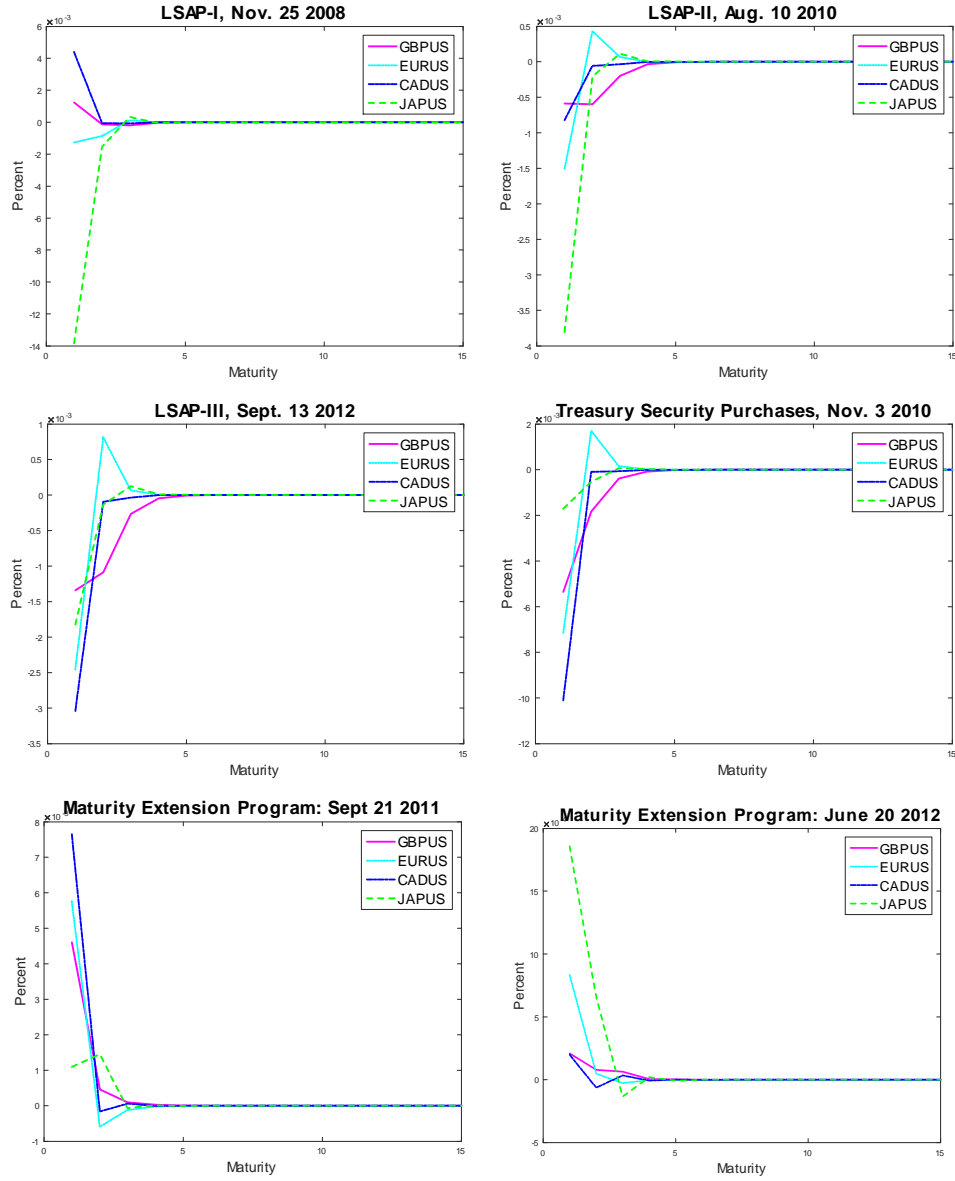 LSAP-I, Nov. 25 2008
×10⁻³
6
4
2
0
-2
-4
-6
-8
-10
-12
-14
Percent
0
5
10
15
Maturity
GBPUS
EURUS
CADUS
JAPUS
LSAP-II, Aug. 10 2010
×10⁻³
0.5
0
-0.5
-1
-1.5
-2
-2.5
-3
-3.5
-4
Percent
0
5
10
15
Maturity
GBPUS
EURUS
CADUS
JAPUS
LSAP-III, Sept. 13 2012
×10⁻³
1
0.5
0
-0.5
-1
-1.5
-2
-2.5
-3
-3.5
Percent
0
5
10
15
Maturity
GBPUS
EURUS
CADUS
JAPUS
Treasury Security Purchases, Nov. 3 2010
×10⁻³
2
0
-2
-4
-6
-8
-10
-12
Percent
0
5
10
15
Maturity
GBPUS
EURUS
CADUS
JAPUS
Maturity Extension Program: Sept 21 2011
8
7
6
5
4
3
2
1
0
-1
Percent
0
5
10
15
Maturity
GBPUS
EURUS
CADUS
JAPUS
Maturity Extension Program: June 20 2012
20
15
10
5
0
-5
Percent
0
5
10
15
Maturity
GBPUS
EURUS
CADUS
JAPUS